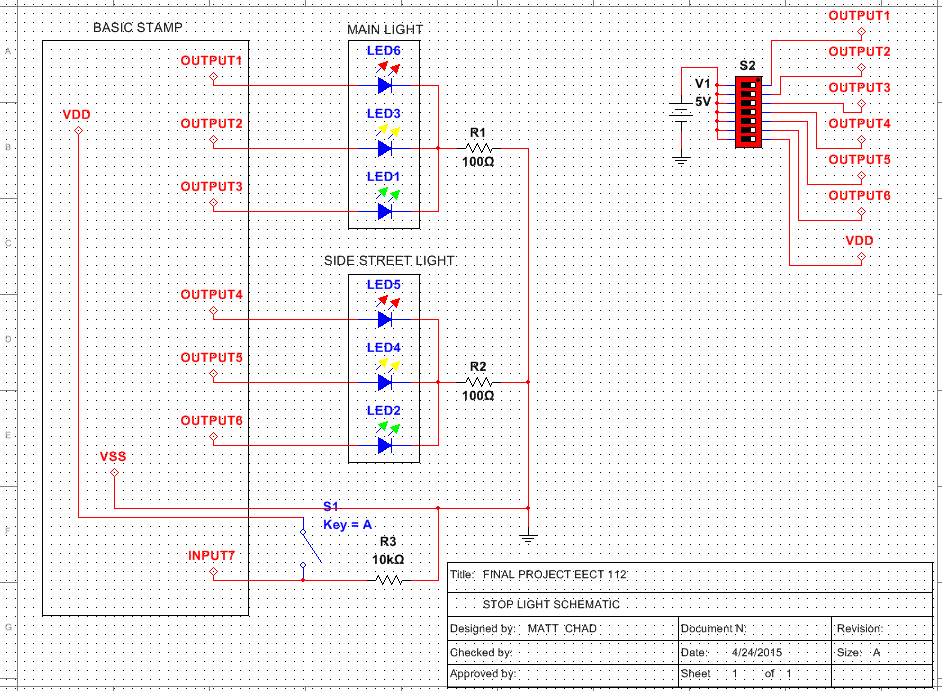 BASIC STAMP
MAIN LIGHT
OUTPUT1
LED6
OUTPUT2
VDD
LED3
OUTPUT3
LED1
R1
100Ω
SIDE STREET LIGHT
OUTPUT4
LED5
OUTPUT5
LED4
R2
100Ω
OUTPUT6
LED2
VSS
S1
Key = A
INPUT7
R3
10kΩ
S2
V1
5V
OUTPUT1
OUTPUT2
OUTPUT3
OUTPUT4
OUTPUT5
OUTPUT6
VDD
A
B
C
D
E
F
G
Title: FINAL PROJECT EECT 112
STOP LIGHT SCHEMATIC
Designed by: MATT CHAD
Document N:
Revision:
Checked by:
Date: 4/24/2015
Size: A
Approved by:
Sheet 1 of 1